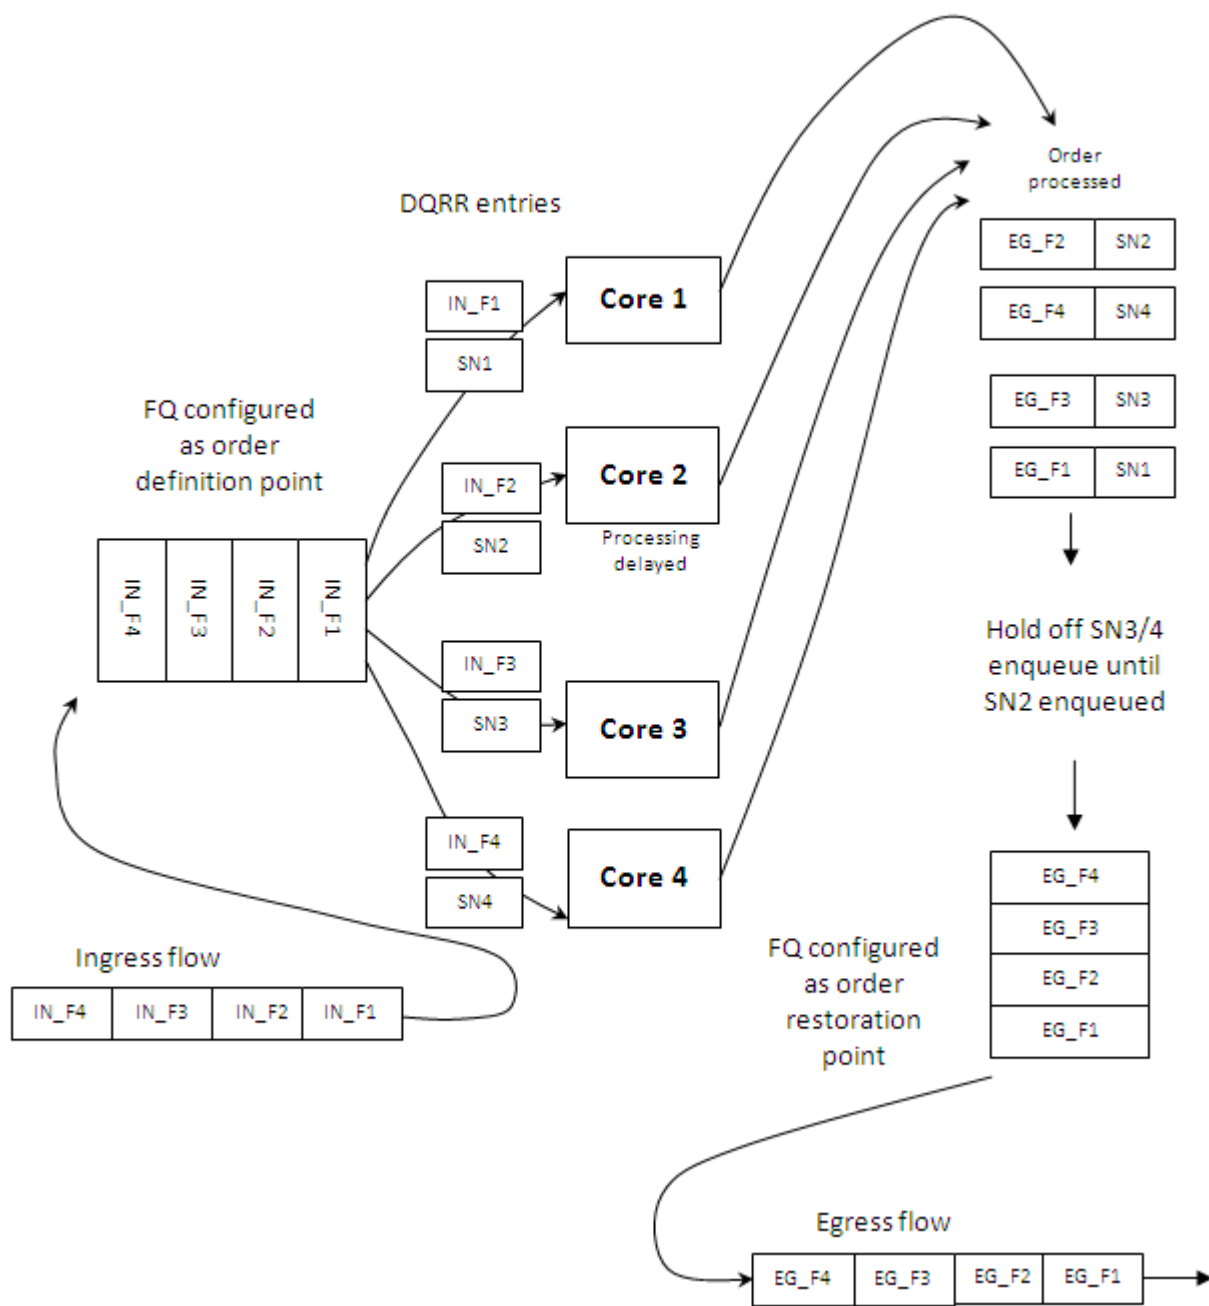 Order
processed
DQRR entries
EG_F2 SN2
IN_F1
Core 1
EG_F4 SN4
SN1
FQ configured
as order
definition point
EG_F3 SN3
IN_F2
Core 2
EG_F1 SN1
SN2
Processing
delayed
IN_F4 IN_F3 IN_F2 IN_F1
Hold off SN3/4
enqueue until
SN2 enqueued
IN_F3
SN3
Core 3
IN_F4
Core 4
SN4
EG_F4
EG_F3
EG_F2
EG_F1
FQ configured
as order
restoration
point
Ingress flow
IN_F4 IN_F3 IN_F2 IN_F1
Egress flow
EG_F4 EG_F3 EG_F2 EG_F1